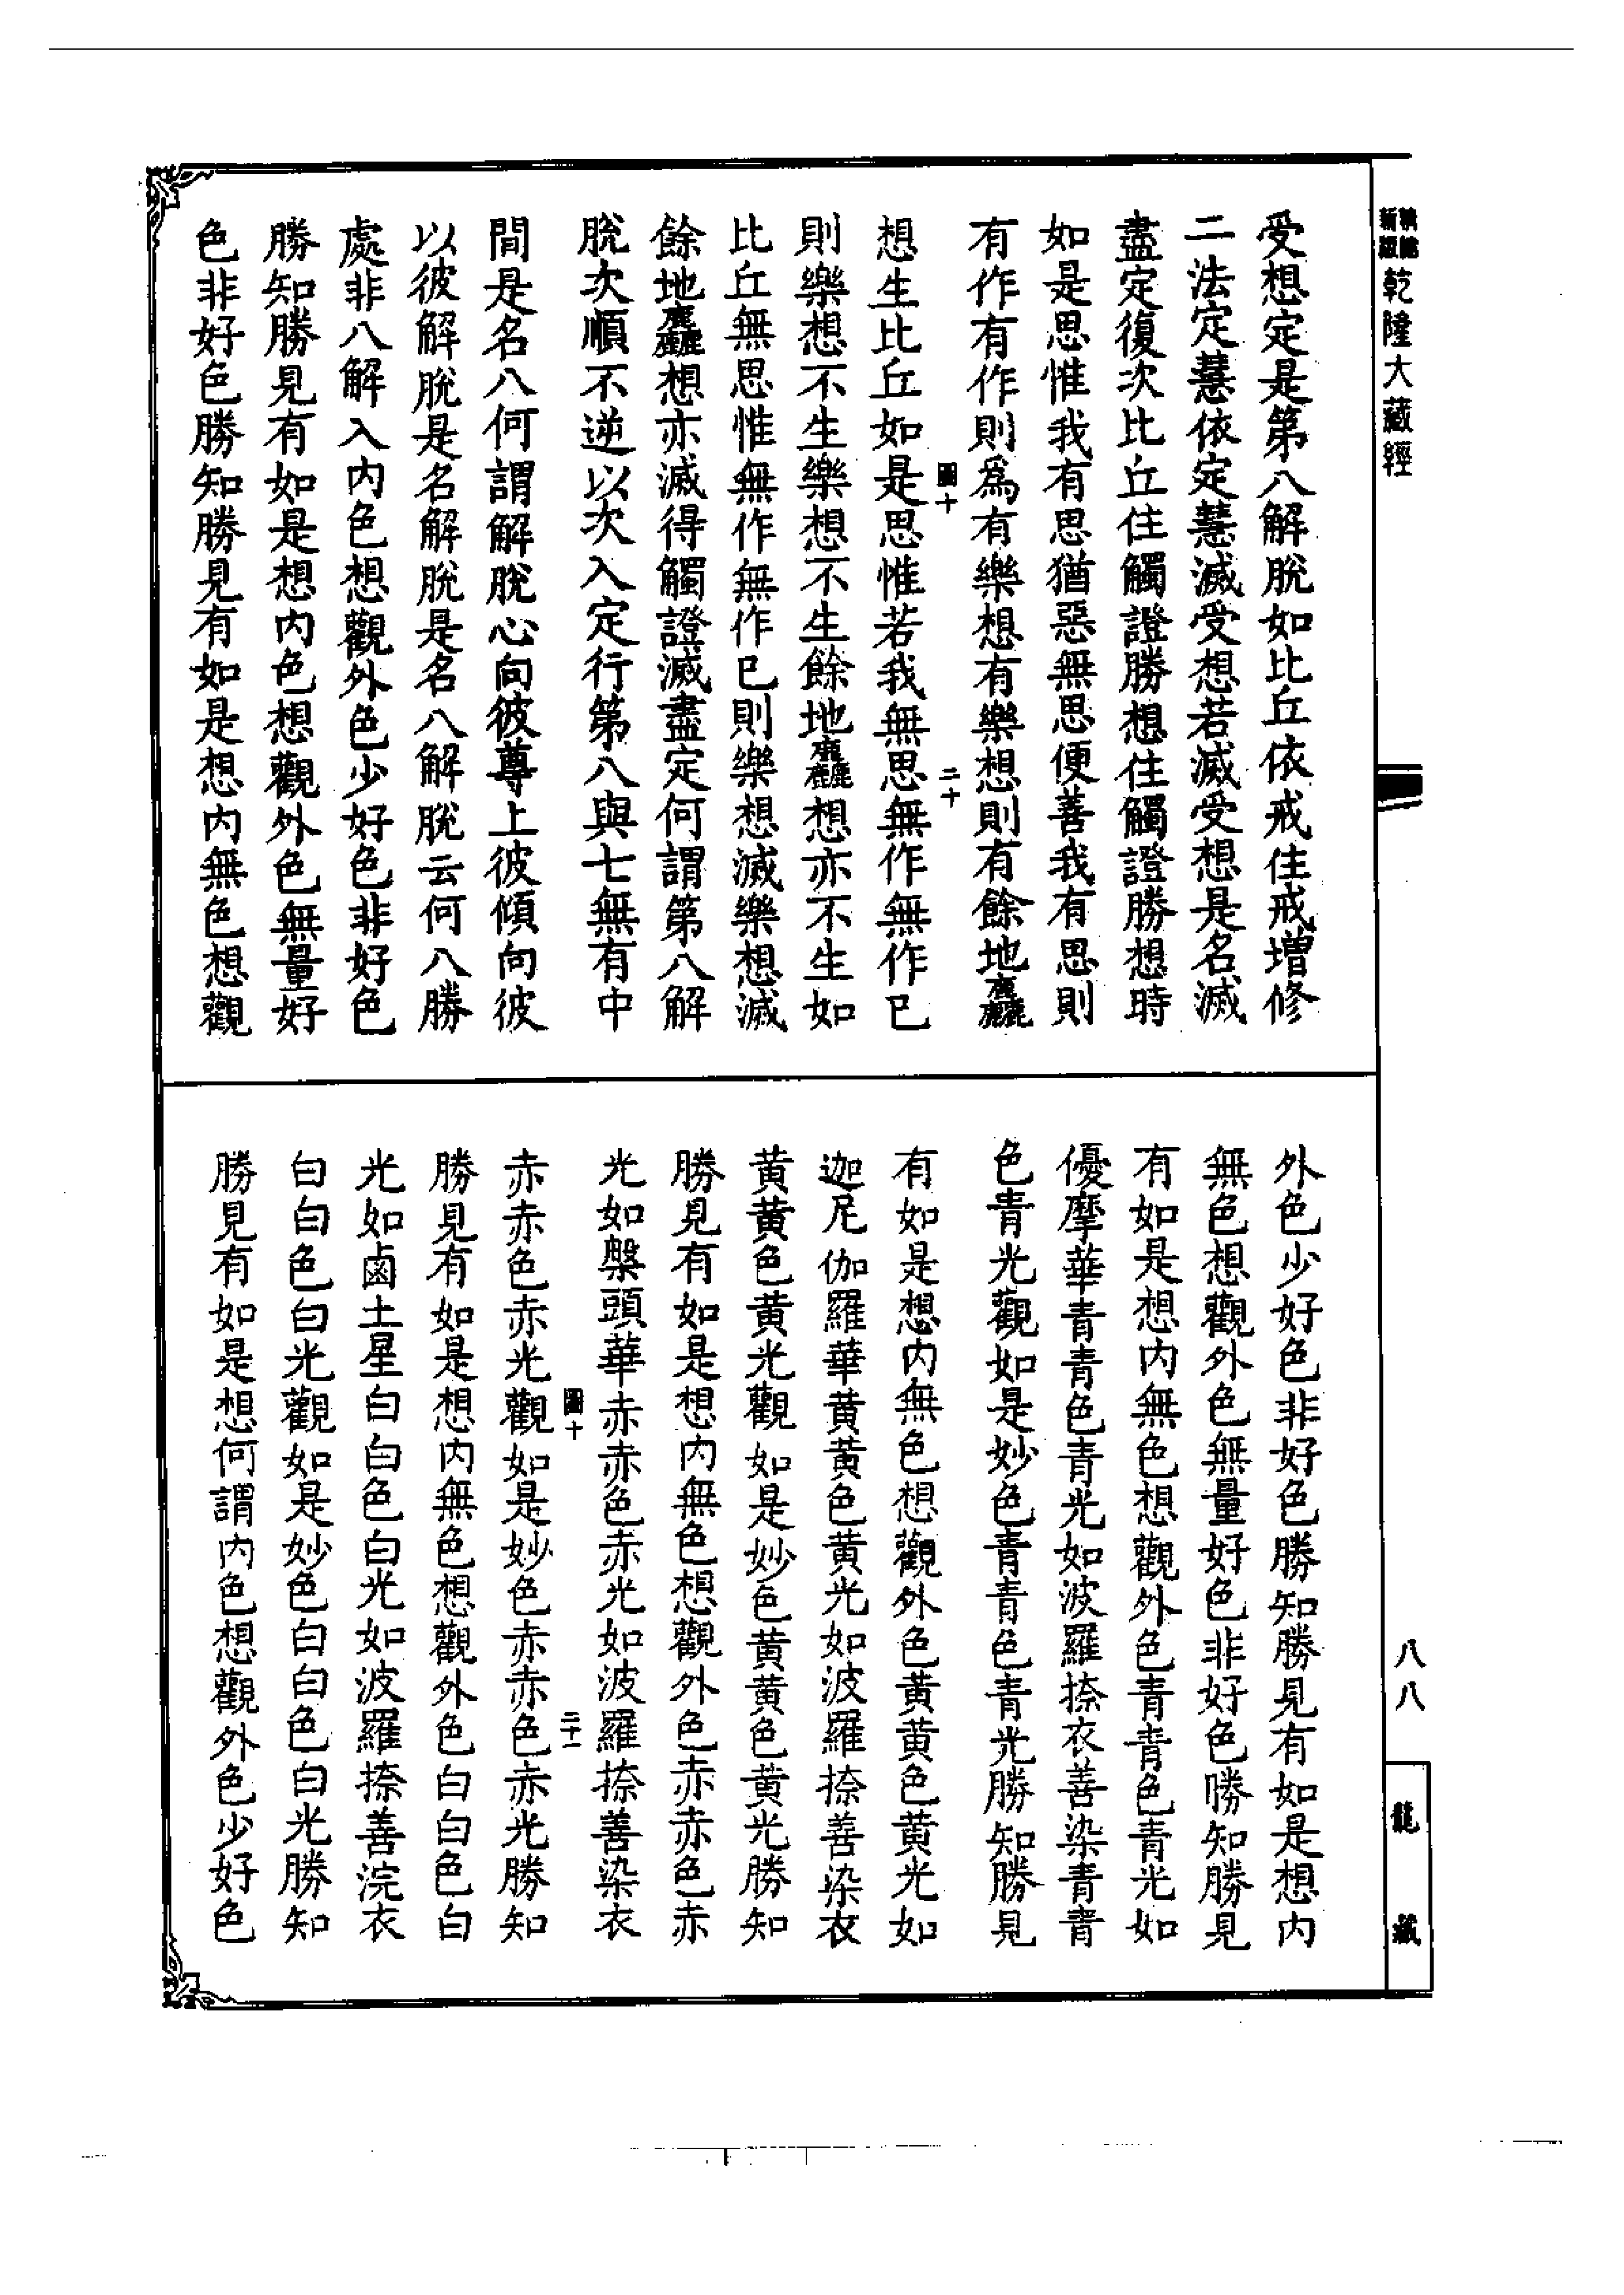 乾隆大藏經
受想定是第八解脫如比丘依戒住戒增修
二法定慧依定慧滅受想若滅受想是名滅
盡定復次比丘住觸證勝想住觸證勝想時
如是思惟我有思猶惡無思便善我有思則
有作有作則爲有樂想有樂想則有餘地麤
圖十 二十
想生比丘如是思惟若我無思無作無作已
則樂想不生樂想不生餘地麤想亦不生如
比丘無思惟無作無作已則樂想滅樂想滅
餘地麤想亦滅得觸證滅盡定何謂第八解
脫次順不逆以次入定行第八與七無有中
間是名八何謂解脫心向彼尊上彼傾向彼
以彼解脫是名解脫是名八解脫云何八勝
處非八解入內色想觀外色少好色非好色
勝知勝見有如是想內色想觀外色無量好
色非好色勝知勝見有如是想內無色想觀
外色少好色非好色勝知勝見有如是想內
無色想觀外色無量好色非好色勝知勝見
有如是想內無色想觀外色青青色青光如
優摩華青青色青光如波羅捺衣善染青青
色青光觀如是妙色青青色青光勝知勝見
有如是想內無色想觀外色黃黃色黃光如
迦尼伽羅華黃黃色黃光如波羅捺善染衣
黃黃色黃光觀如是妙色黃黃色黃光勝知
勝見有如是想內無色想觀外色赤赤色赤
光如槃頭華赤赤色赤光如波羅捺善染衣
圖十 二十一
赤赤色赤光觀如是妙色赤赤色赤光勝知
勝見有如是想內無色想觀外色白白色白
光如鹵土星白白色白光如波羅捺善浣衣
白白色白光觀如是妙色白白色白光勝知
勝見有如是想何謂內色想觀外色少好色
八八
龍藏